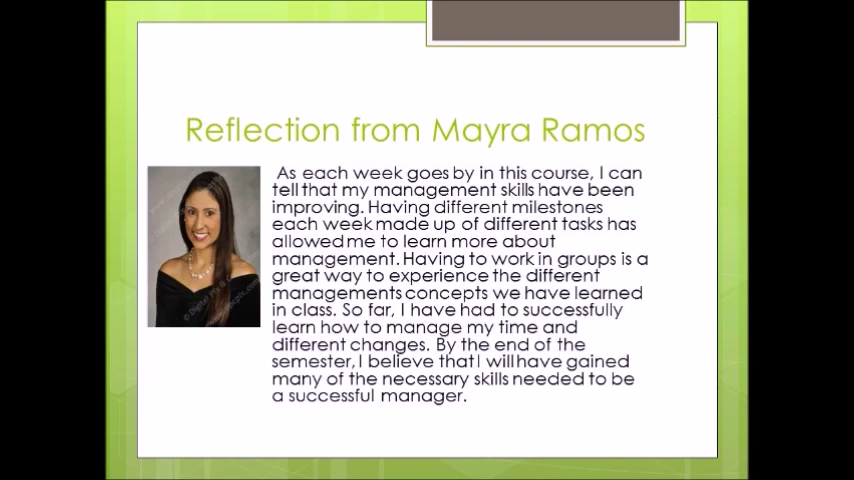 Reflection from Mayra Ramos
As each week goes by in this course, I can
tell that my management skills have been
improving. Having different milestones
each week made up of different tasks has
allowed me to learn more about
management. Having to work in groups is a
great way to experience the different
managements concepts we have learned
in class. So far, I have had to successfully
learn how to manage my time and
different changes. By the end of the
semester, I believe that I will have gained
many of the necessary skills needed to be
a successful manager.